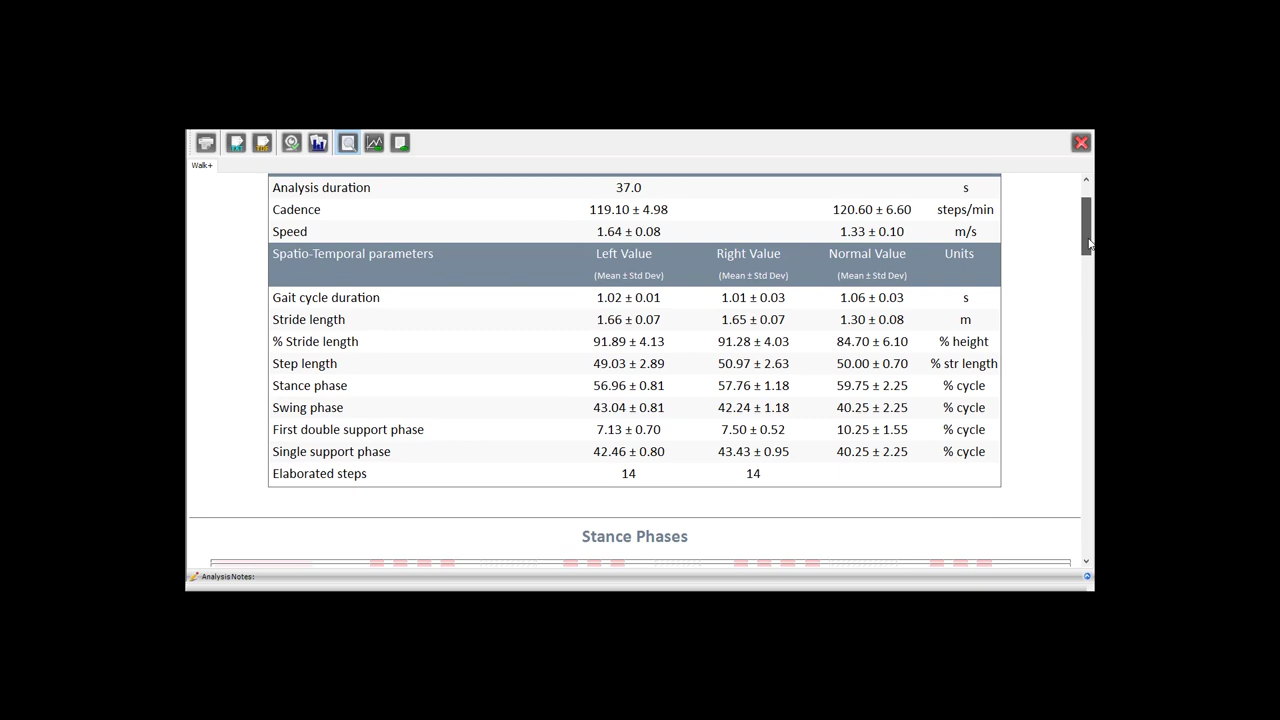 Walk+
Analysis duration 37.0 s
Cadence 119.10 ± 4.98 120.60 ± 6.60 steps/min
Speed 1.64 ± 0.08 1.33 ± 0.10 m/s
Spatio-Temporal parameters Left Value Right Value Normal Value Units
(Mean ± Std Dev) (Mean ± Std Dev) (Mean ± Std Dev)
Gait cycle duration 1.02 ± 0.01 1.01 ± 0.03 1.06 ± 0.03 s
Stride length 1.66 ± 0.07 1.65 ± 0.07 1.30 ± 0.08 m
% Stride length 91.89 ± 4.13 91.28 ± 4.03 84.70 ± 6.10 % height
Step length 49.03 ± 2.89 50.97 ± 2.63 50.00 ± 0.70 % str length
Stance phase 56.96 ± 0.81 57.76 ± 1.18 59.75 ± 2.25 % cycle
Swing phase 43.04 ± 0.81 42.24 ± 1.18 40.25 ± 2.25 % cycle
First double support phase 7.13 ± 0.70 7.50 ± 0.52 10.25 ± 1.55 % cycle
Single support phase 42.46 ± 0.80 43.43 ± 0.95 40.25 ± 2.25 % cycle
Elaborated steps 14 14
Stance Phases
Analysis Notes: